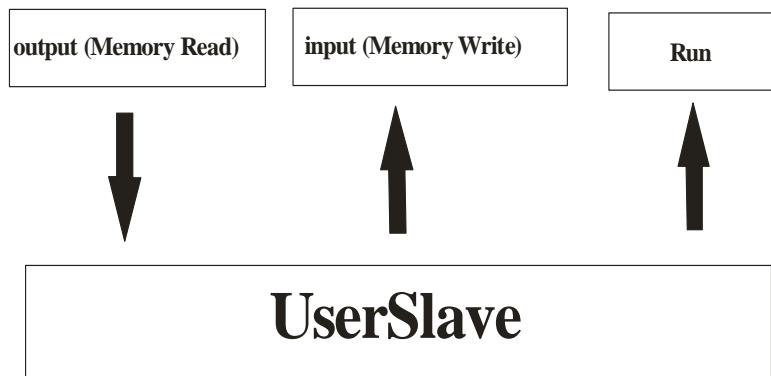 output (Memory Read)
input (Memory Write)
Run
UserSlave